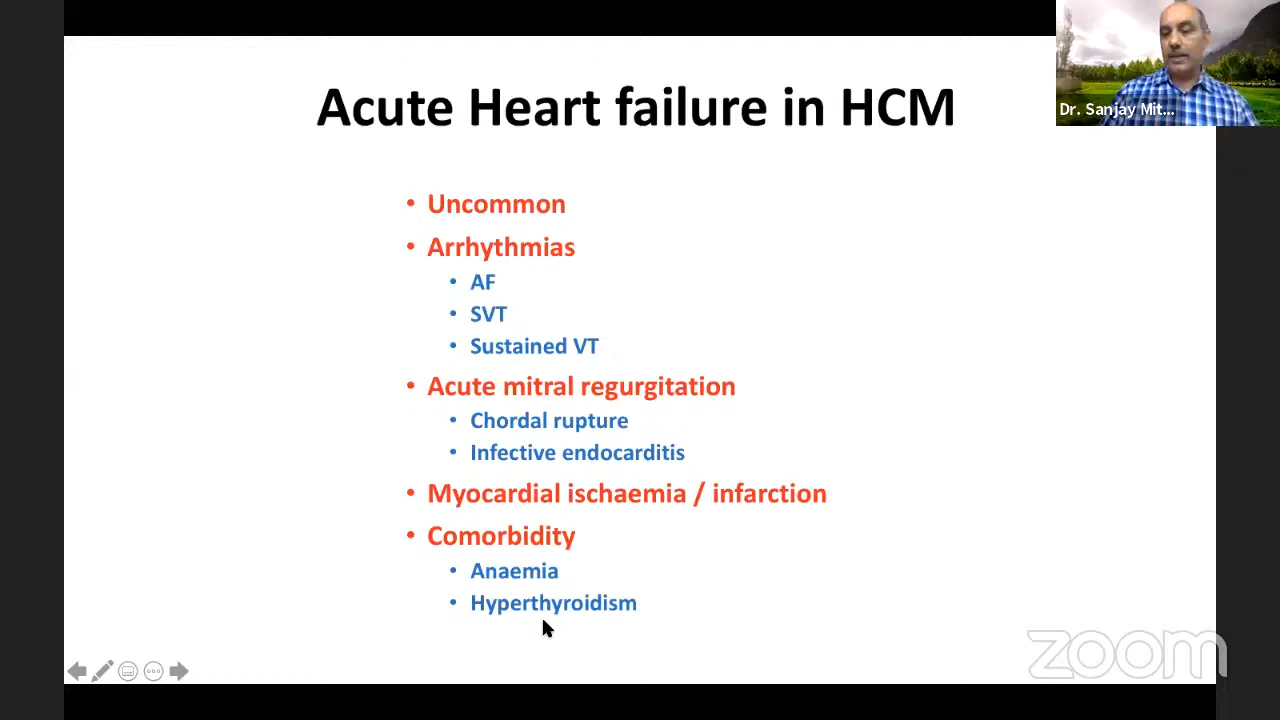 Acute Heart failure in HCM
Dr. Sanjay Mit...
• Uncommon
• Arrhythmias
• AF
• SVT
• Sustained VT
• Acute mitral regurgitation
• Chordal rupture
• Infective endocarditis
• Myocardial ischaemia / infarction
• Comorbidity
• Anaemia
• Hyperthyroidism
zoom